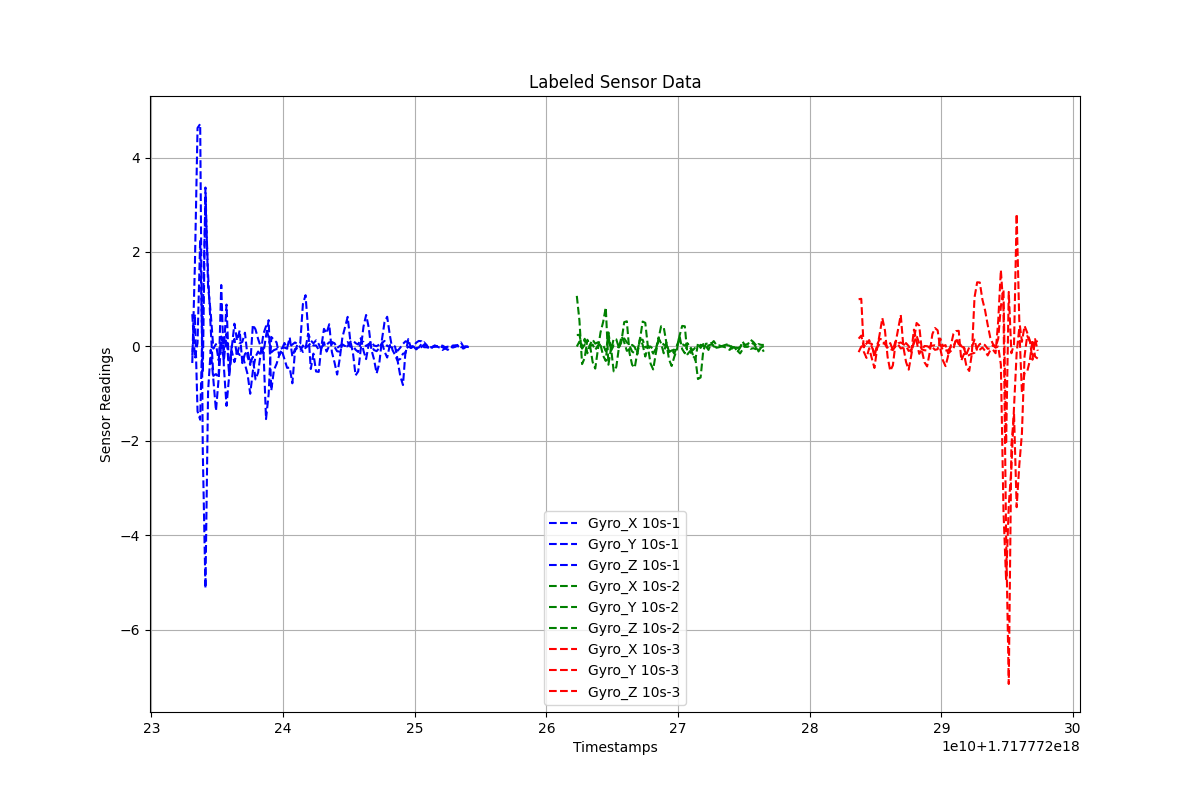 Labeled Sensor Data
Sensor Readings
4
2
0
−2
−4
−6
Gyro_X 10s-1
Gyro_Y 10s-1
Gyro_Z 10s-1
Gyro_X 10s-2
Gyro_Y 10s-2
Gyro_Z 10s-2
Gyro_X 10s-3
Gyro_Y 10s-3
Gyro_Z 10s-3
23 24 25 26 27 28 29 30
Timestamps
1e10+1.717772e18